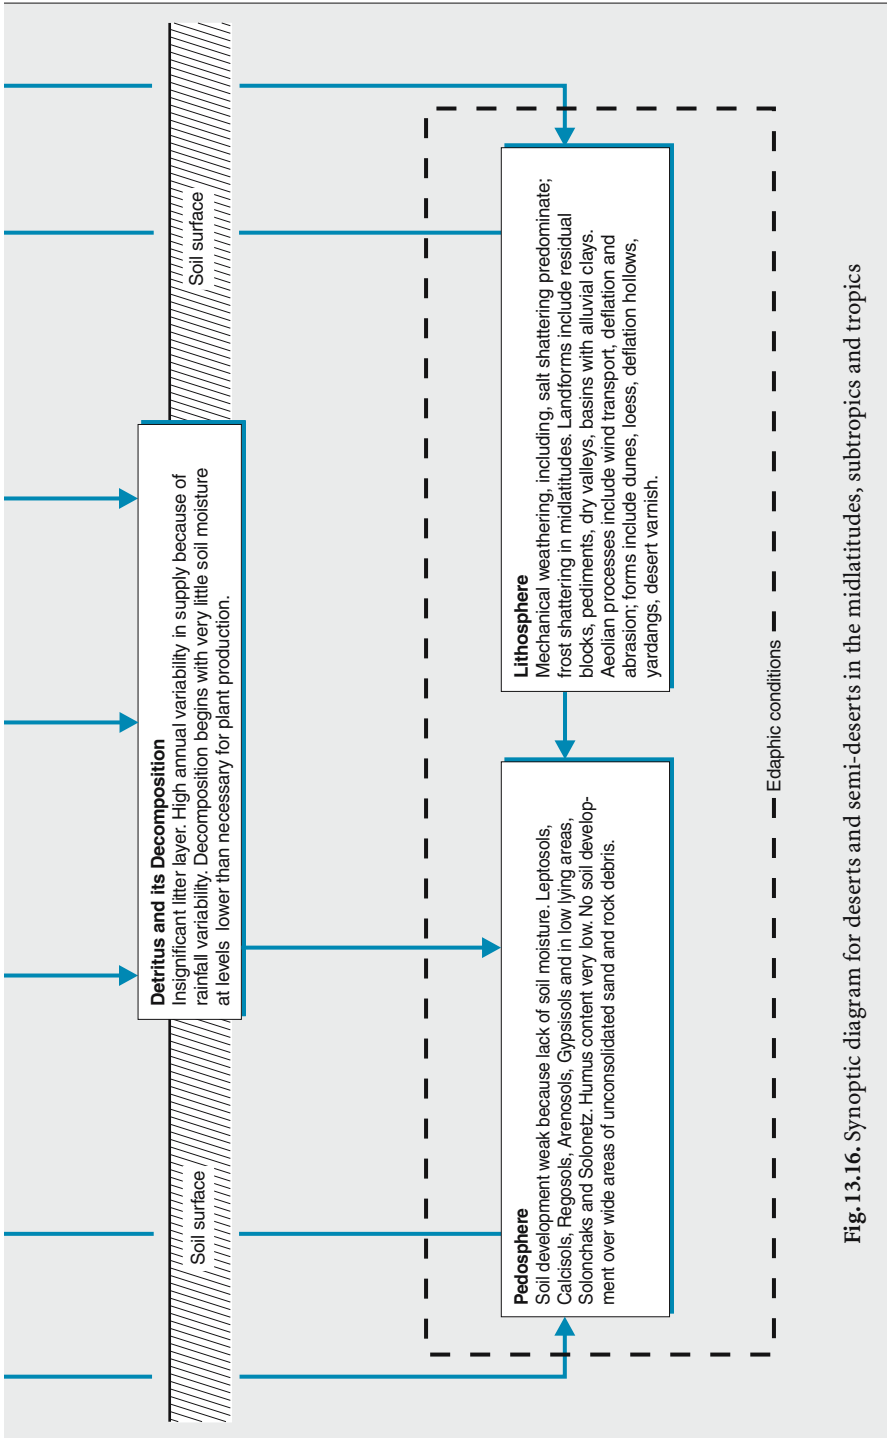 Soil surface
Detritus and its Decomposition
Insignificant litter layer. High annual variability in supply because of
rainfall variability. Decomposition begins with very little soil moisture
at levels lower than necessary for plant production.
Soil surface
Pedosphere
Soil development weak because lack of soil moisture. Leptosols,
Calcisols, Regosols, Arenosols, Gypsisols and in low lying areas,
Solonchaks and Solonetz. Humus content very low. No soil develop-
ment over wide areas of unconsolidated sand and rock debris.
Lithosphere
Mechanical weathering, including, salt shattering predominate;
frost shattering in midlatitudes. Landforms include residual
blocks, pediments, dry valleys, basins with alluvial clays.
Aeolian processes include wind transport, deflation and
abrasion; forms include dunes, loess, deflation hollows,
yardangs, desert varnish.
Edaphic conditions
Fig. 13.16. Synoptic diagram for deserts and semi-deserts in the midlatitudes, subtropics and tropics